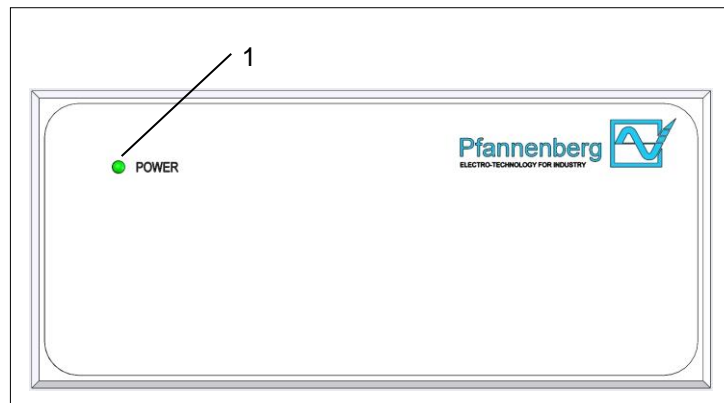 1
POWER
Pfannenberg
ELECTRO-TECHNOLOGY FOR INDUSTRY